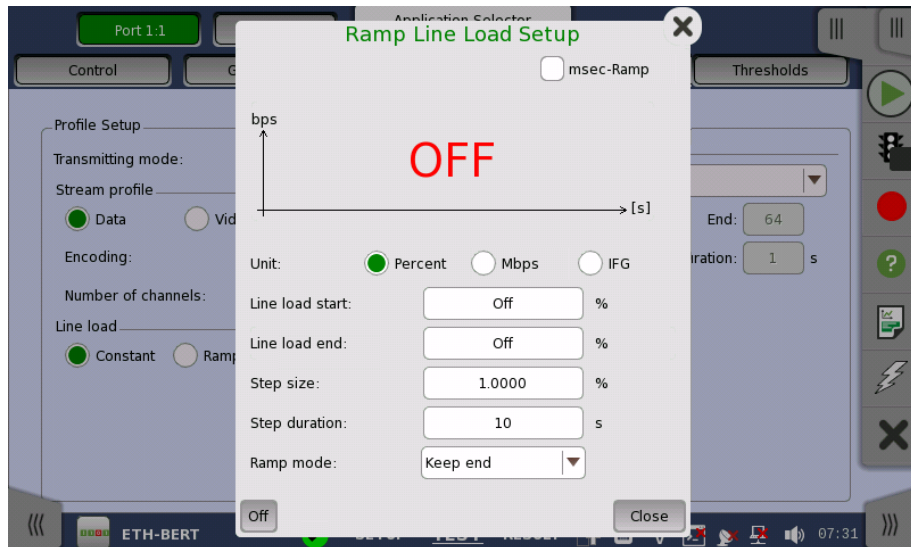 Port 1:1
Application Selector
Ramp Line Load Setup
msec-Ramp
Control
Thresholds
bps
OFF
[s]
Profile Setup
Transmitting mode:
Stream profile
Data
End: 64
Encoding:
1 s
Number of channels:
Line load
Constant
Ramp
Unit:
Percent
Mbps
IFG
Line load start:
Off
%
Line load end:
Off
%
Step size:
1.0000
%
Step duration:
10
s
Ramp mode:
Keep end
Off
Close
ETH-BERT
TEST
07:31